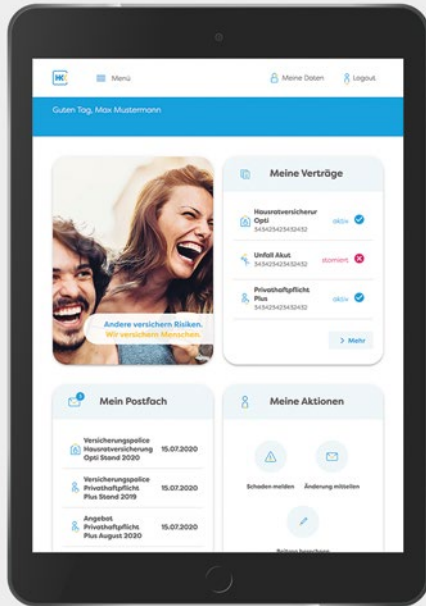 HK
Menü
Meine Daten
Logout
Guten Tag, Max Mustermann
Andere versichern Risiken.
Wir versichern Menschen.
Meine Verträge
Hausratversicherur
Opti
aktiv
Unfall Akut
storniert
Privathaftpflicht
Plus
aktiv
> Mehr
Mein Postfach
Versicherungspolice
Hausratversicherung
Opti Stand 2020
15.07.2020
Versicherungspolice
Privathaftpflicht
Plus Stand 2019
15.07.2020
Angebot
Privathaftpflicht
Plus August 2020
15.07.2020
Meine Aktionen
Schaden melden
Änderung mitteilen